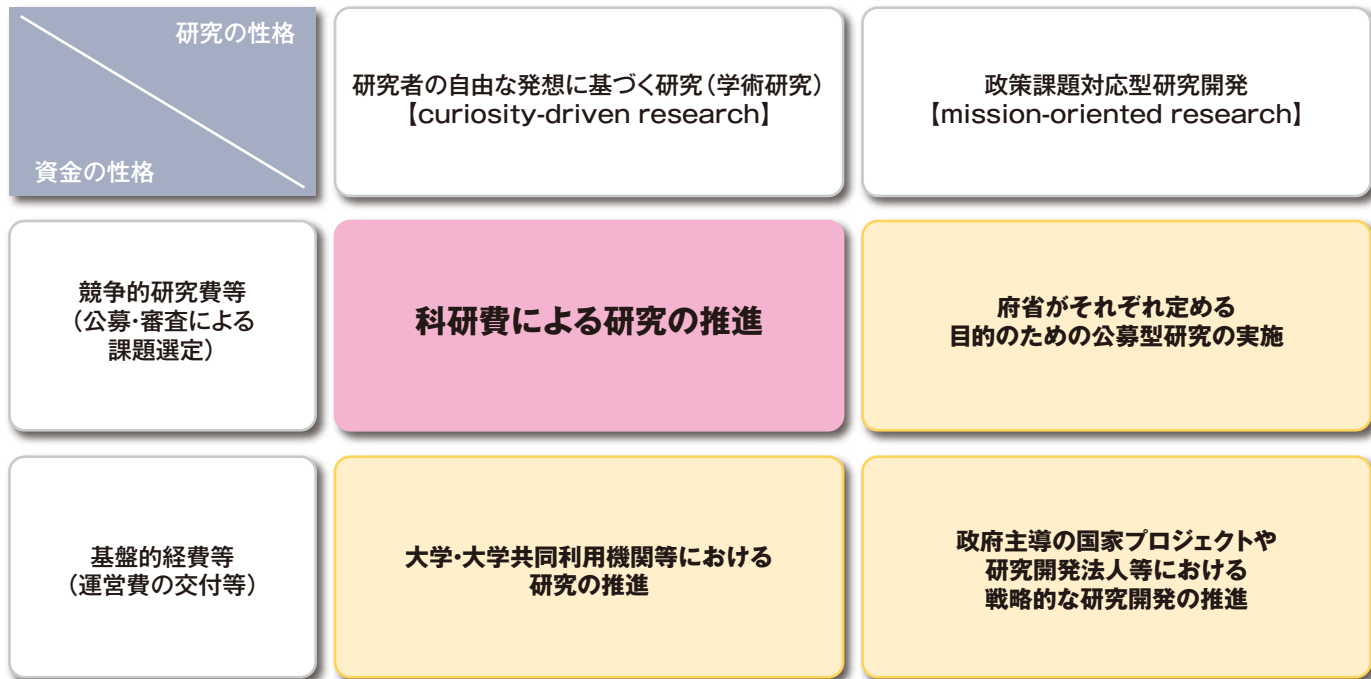 研究の性格
資金の性格
研究者の自由な発想に基づく研究(学術研究)
【curiosity-driven research】
政策課題対応型研究開発
【mission-oriented research】
競争的研究費等
(公募・審査による
課題選定)
科研費による研究の推進
府省がそれぞれ定める
目的のための公募型研究の実施
基盤的経費等
(運営費の交付等)
大学・大学共同利用機関等における
研究の推進
政府主導の国家プロジェクトや
研究開発法人等における
戦略的な研究開発の推進